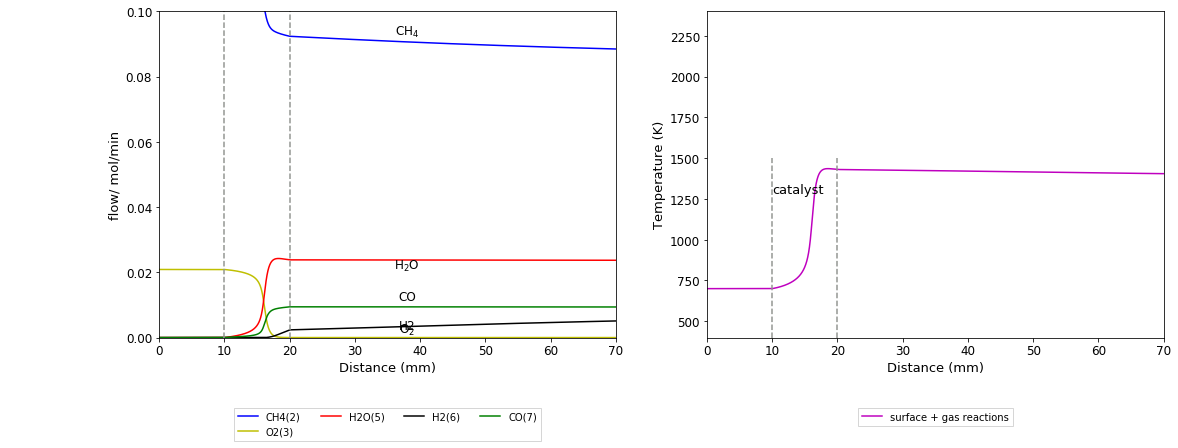 0.10
0.08
0.06
0.04
0.02
0.00
flow/ mol/min
CH₄
H₂O
CO
H2
O₂
0 10 20 30 40 50 60 70
Distance (mm)
CH4(2) H2O(5) H2(6) CO(7)
O2(3)
2250
2000
1750
1500
1250
1000
750
500
Temperature (K)
catalyst
0 10 20 30 40 50 60 70
Distance (mm)
surface + gas reactions